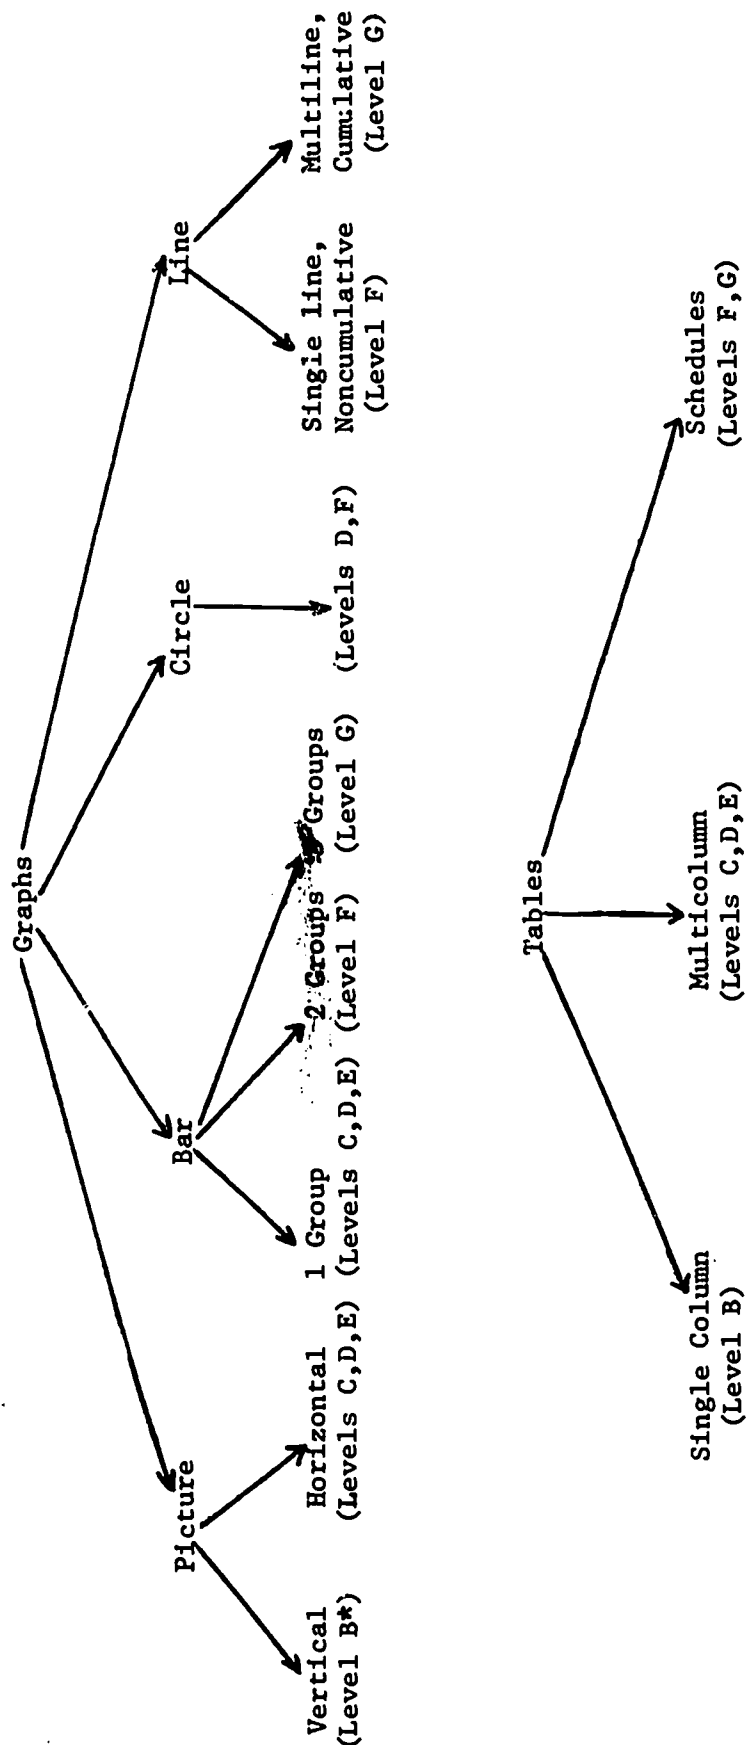 Graphs
Picture
Bar
Circle
Line
Vertical
(Level B*)
Horizontal
(Levels C,D,E)
1 Group
(Levels C,D,E)
2 Groups
(Level F)
Groups
(Level G)
(Levels D,F)
Single line,
Noncumulative
(Level F)
Multiline,
Cumulative
(Level G)
Tables
Single Column
(Level B)
Multicolumn
(Levels C,D,E)
Schedules
(Levels F,G)